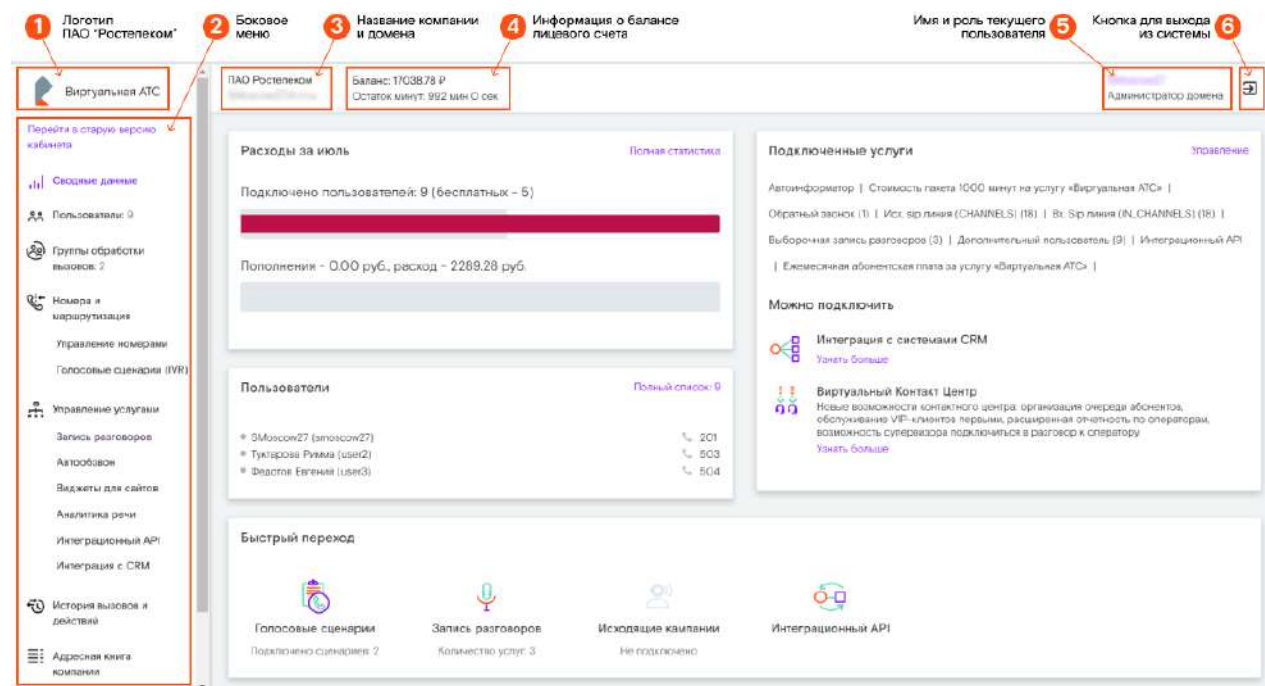 1 Логотип
ПАО "Ростелеком"
2 Боковое
меню
3 Название компании
и домена
4 Информация о балансе
лицевого счета
Имя и роль текущего
пользователя 5
Кнопка для выхода
из системы 6
Виртуальная АТС
ПАО Ростелеком
Баланс: 17038.78 ₽
Остаток минут: 992 мин 0 сек
Администратор домена
Перейти в старую версию
кабинета
Сводные данные
Пользователи: 9
Группы обработки
вызовов: 2
Номера и
маршрутизация
Управление номерами
Голосовые сценарии (IVR)
Управление услугами
Запись разговоров
Автообзвон
Виджеты для сайтов
Аналитика речи
Интеграционный API
Интеграция с CRM
История вызовов и
действий
Адресная книга
компании
Расходы за июль
Полная статистика
Подключено пользователей: 9 (бесплатных - 5)
Пополнения - 0.00 руб., расход - 2289.28 руб.
Пользователи
Полный список: 9
SMoscow27 (smoscow27) 201
Туктарова Римма (user2) 503
Федотов Евгений (user3) 504
Подключенные услуги
Управление
Автоинформатор | Стоимость пакета 1000 минут на услугу «Виртуальная АТС» |
Обратный звонок (1) | Исх. sip линия (CHANNELS) (18) | Вх. Sip линия (IN_CHANNELS) (18) |
Выборочная запись разговоров (3) | Дополнительный пользователь (9) | Интеграционный API
| Ежемесячная абонентская плата за услугу «Виртуальная АТС» |
Можно подключить
Интеграция с системами CRM
Узнать больше
Виртуальный Контакт Центр
Новые возможности контактного центра: организация очереди абонентов,
обслуживание VIP-клиентов первыми, расширенная отчетность по операторам,
возможность супервизора подключиться в разговор к оператору
Узнать больше
Быстрый переход
Голосовые сценарии
Подключено сценариев: 2
Запись разговоров
Количество услуг: 3
Исходящие кампании
Не подключено
Интеграционный API